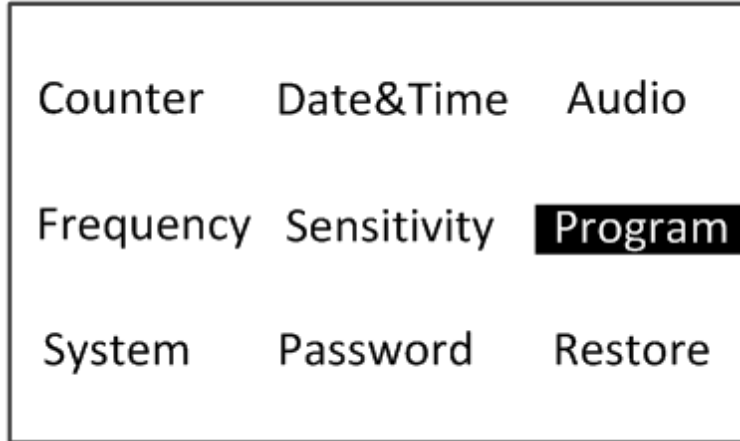 Counter Date&Time Audio
Frequency Sensitivity Program
System Password Restore